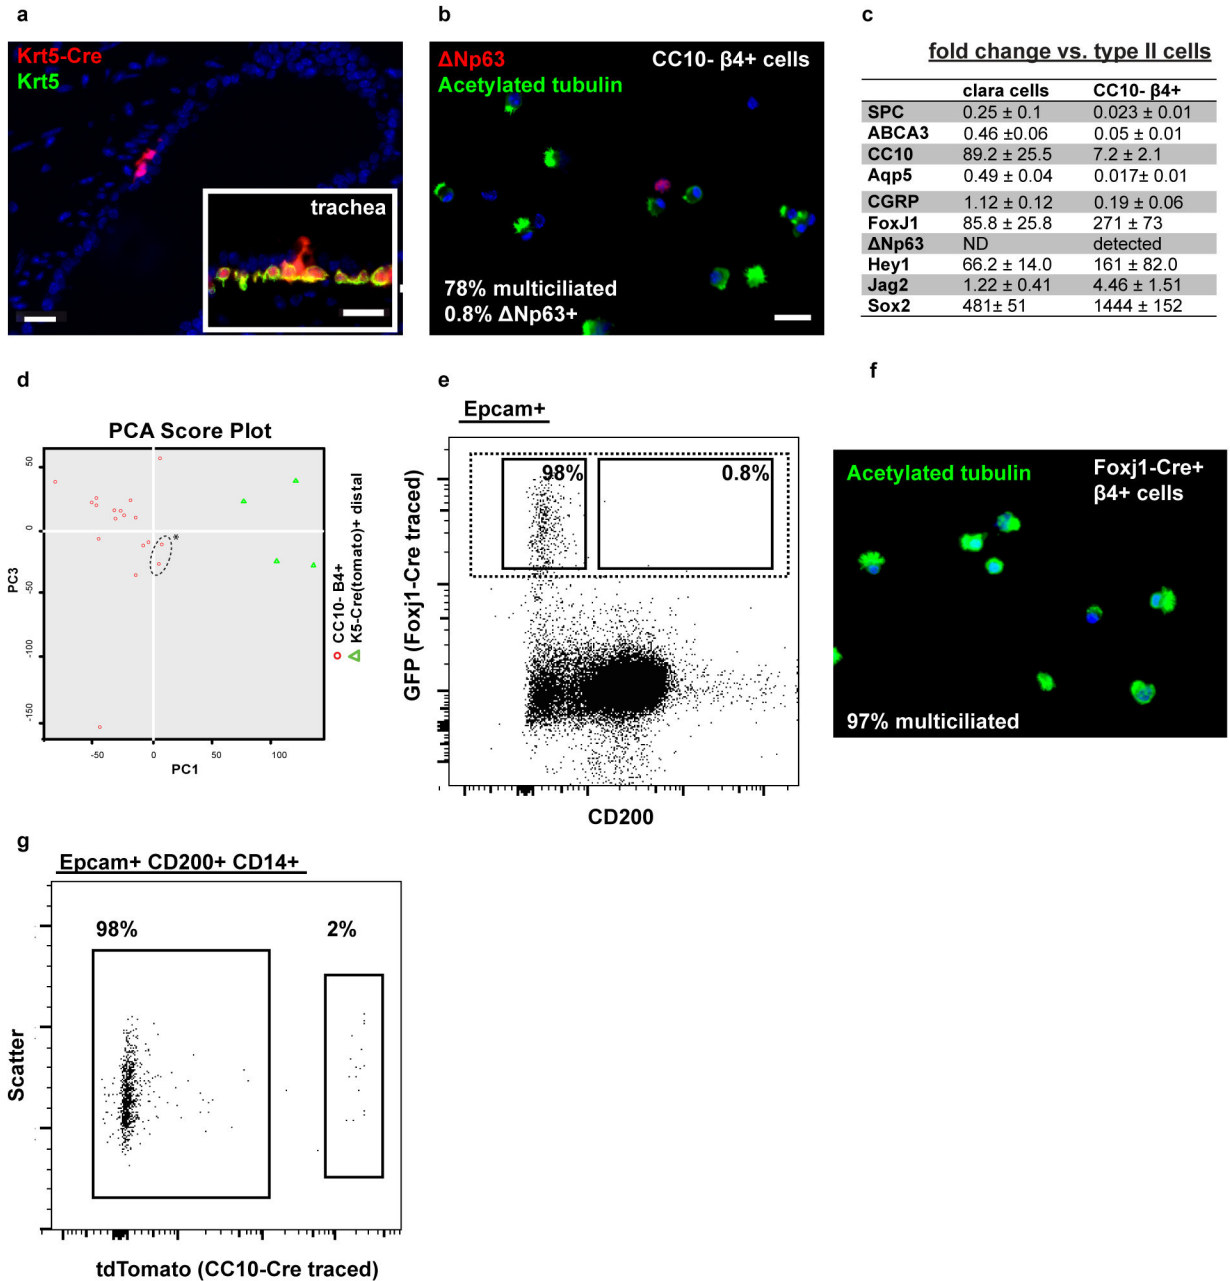 a
Krt5-Cre
Krt5
trachea
b
ΔNp63
Acetylated tubulin
CC10- β4+ cells
78% multiciliated
0.8% ΔNp63+
c
fold change vs. type II cells
clara cells CC10- β4+
SPC 0.25 ± 0.1 0.023 ± 0.01
ABCA3 0.46 ±0.06 0.05 ± 0.01
CC10 89.2 ± 25.5 7.2 ± 2.1
Aqp5 0.49 ± 0.04 0.017± 0.01
CGRP 1.12 ± 0.12 0.19 ± 0.06
FoxJ1 85.8 ± 25.8 271 ± 73
ΔNp63 ND detected
Hey1 66.2 ± 14.0 161 ± 82.0
Jag2 1.22 ± 0.41 4.46 ± 1.51
Sox2 481± 51 1444 ± 152
d
PCA Score Plot
50
0
-50
-100
-150
PC3
*
-50 0 50 100
PC1
CC10- B4+
K5-Cre(tomato)+ distal
e
Epcam+
98%
0.8%
GFP (Foxj1-Cre traced)
CD200
f
Acetylated tubulin
Foxj1-Cre+
β4+ cells
97% multiciliated
g
Epcam+ CD200+ CD14+
98%
2%
Scatter
tdTomato (CC10-Cre traced)